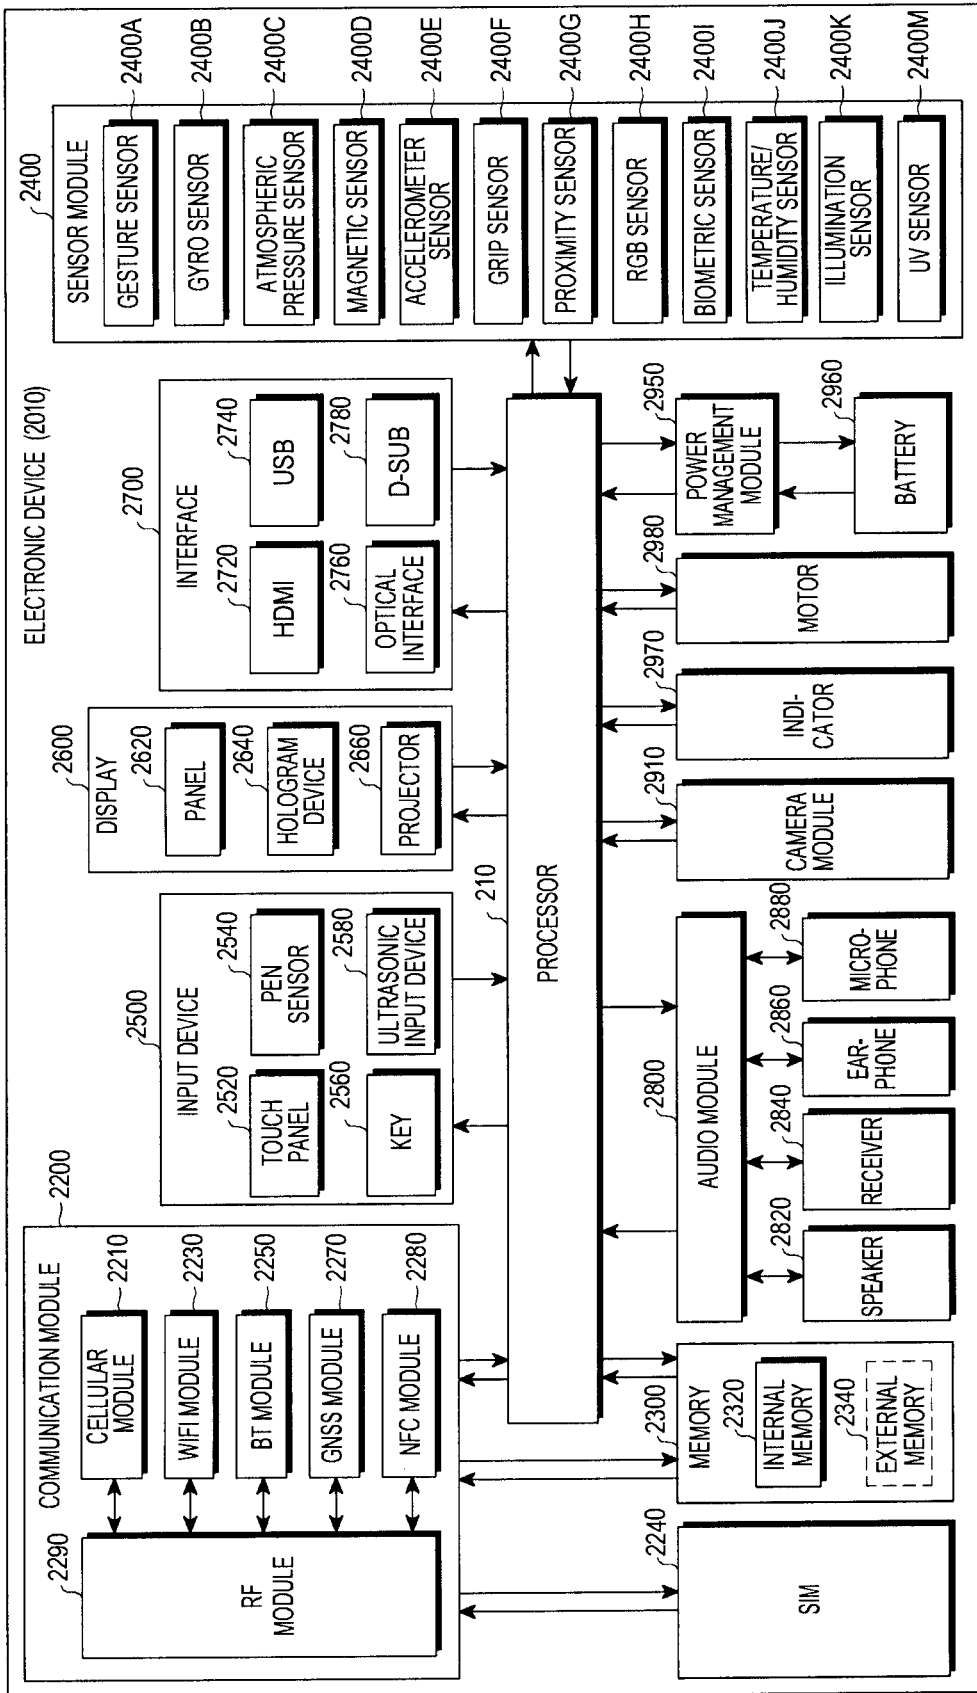 ELECTRONIC DEVICE (2010)
COMMUNICATION MODULE
2200
2290
RF
MODULE
CELLULAR
MODULE
2210
WIFI MODULE
2230
BT MODULE
2250
GNSS MODULE
2270
NFC MODULE
2280
2500
INPUT DEVICE
2520
TOUCH
PANEL
2540
PEN
SENSOR
2560
KEY
2580
ULTRASONIC
INPUT DEVICE
2600
DISPLAY
2620
PANEL
2640
HOLOGRAM
DEVICE
2660
PROJECTOR
2700
INTERFACE
2720
HDMI
2740
USB
2760
OPTICAL
INTERFACE
2780
D-SUB
2400
SENSOR MODULE
GESTURE SENSOR
2400A
GYRO SENSOR
2400B
ATMOSPHERIC
PRESSURE SENSOR
2400C
MAGNETIC SENSOR
2400D
ACCELEROMETER
SENSOR
2400E
GRIP SENSOR
2400F
PROXIMITY SENSOR
2400G
RGB SENSOR
2400H
BIOMETRIC SENSOR
2400I
TEMPERATURE/
HUMIDITY SENSOR
2400J
ILLUMINATION
SENSOR
2400K
UV SENSOR
2400M
210
PROCESSOR
2240
SIM
2300
MEMORY
2320
INTERNAL
MEMORY
2340
EXTERNAL
MEMORY
2800
AUDIO MODULE
2820
SPEAKER
2840
RECEIVER
2860
EAR-
PHONE
2880
MICRO-
PHONE
2910
CAMERA
MODULE
2970
INDI-
CATOR
2980
MOTOR
2950
POWER
MANAGEMENT
MODULE
2960
BATTERY